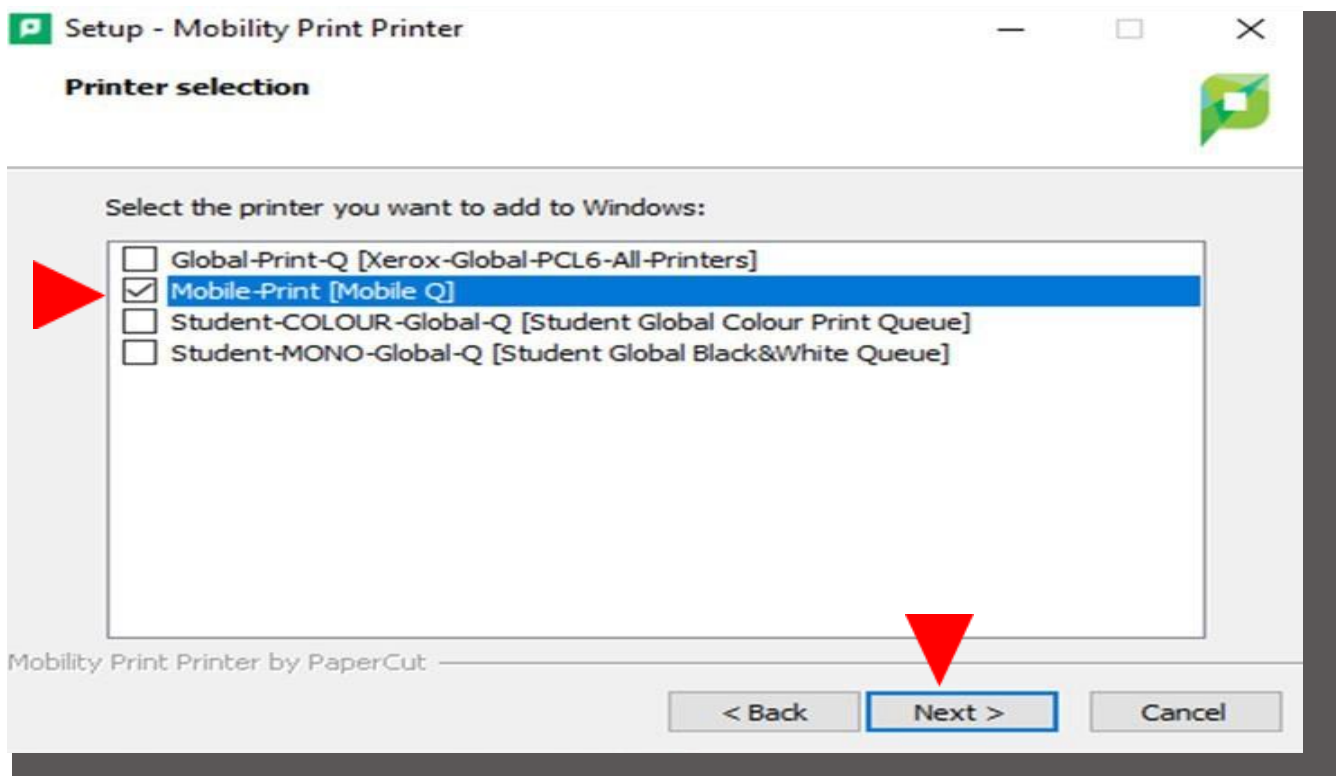 Setup - Mobility Print Printer
Printer selection
Select the printer you want to add to Windows:
Global-Print-Q [Xerox-Global-PCL6-All-Printers]
Mobile-Print [Mobile Q]
Student-COLOUR-Global-Q [Student Global Colour Print Queue]
Student-MONO-Global-Q [Student Global Black&White Queue]
Mobility Print Printer by PaperCut
< Back Next > Cancel